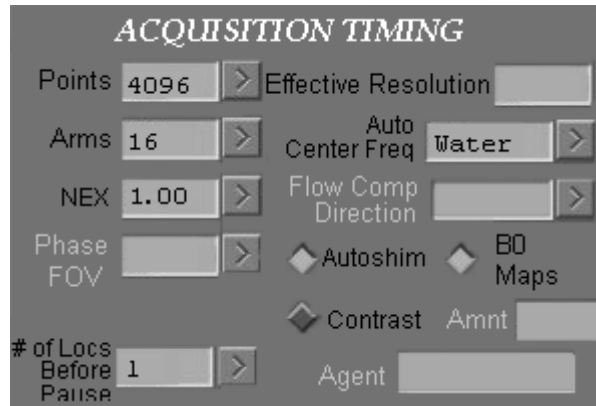 ACQUISITION TIMING
Points 4096 > Effective Resolution
Arms 16 > Auto
Center Freq Water >
NEX 1.00 > Flow Comp
Direction >
Phase
FOV > Autoshim B0
Maps
Contrast Amnt
# of Locs
Before
Pause 1 > Agent